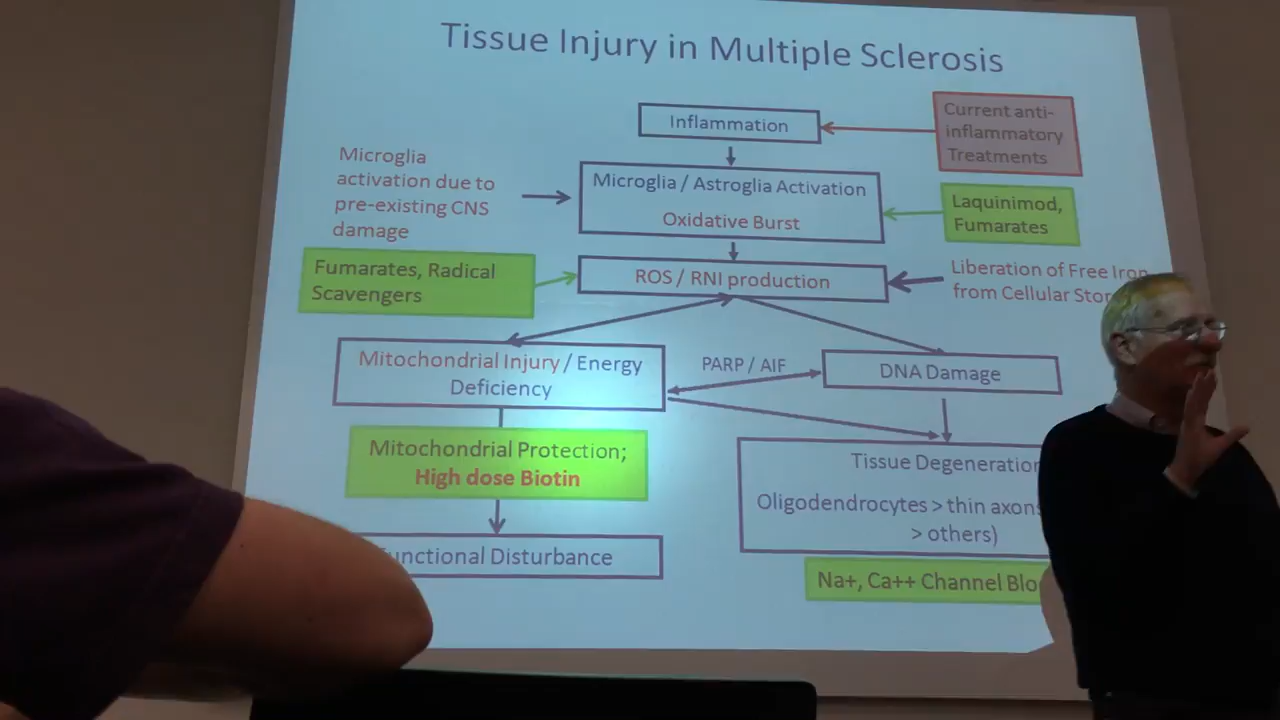 Tissue Injury in Multiple Sclerosis
Inflammation
Current anti-
inflammatory
Treatments
Microglia
activation due to
pre-existing CNS
damage
Microglia / Astroglia Activation
Oxidative Burst
Laquinimod,
Fumarates
Fumarates, Radical
Scavengers
ROS / RNI production
Liberation of Free Iron
from Cellular Stor
Mitochondrial Injury / Energy
Deficiency
PARP / AIF
DNA Damage
Mitochondrial Protection;
High dose Biotin
Tissue Degeneration
Oligodendrocytes > thin axons
> others)
Functional Disturbance
Na+, Ca++ Channel Blo